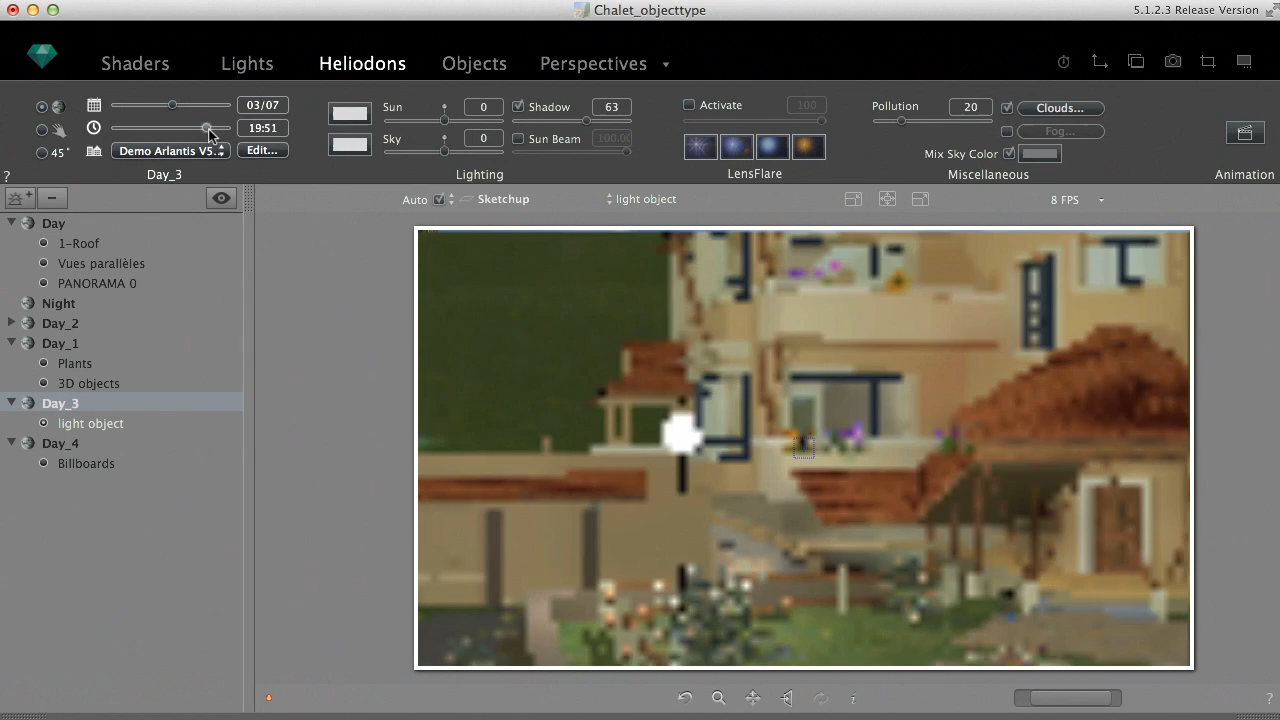 Chalet_objecttype
5.1.2.3 Release Version
Shaders Lights Heliodons Objects Perspectives
03/07 Sun 0 Shadow 63 Activate 100 Pollution 20 Clouds...
19:51 Fog...
45° Demo Arlantis V5... Edit... Sky 0 Sun Beam 100.00 Mix Sky Color
? Day_3 Lighting LensFlare Miscellaneous Animation
Auto Sketchup light object 8 FPS
Day
1-Roof
Vues parallèles
PANORAMA 0
Night
Day_2
Day_1
Plants
3D objects
Day_3
light object
Day_4
Billboards
i ?